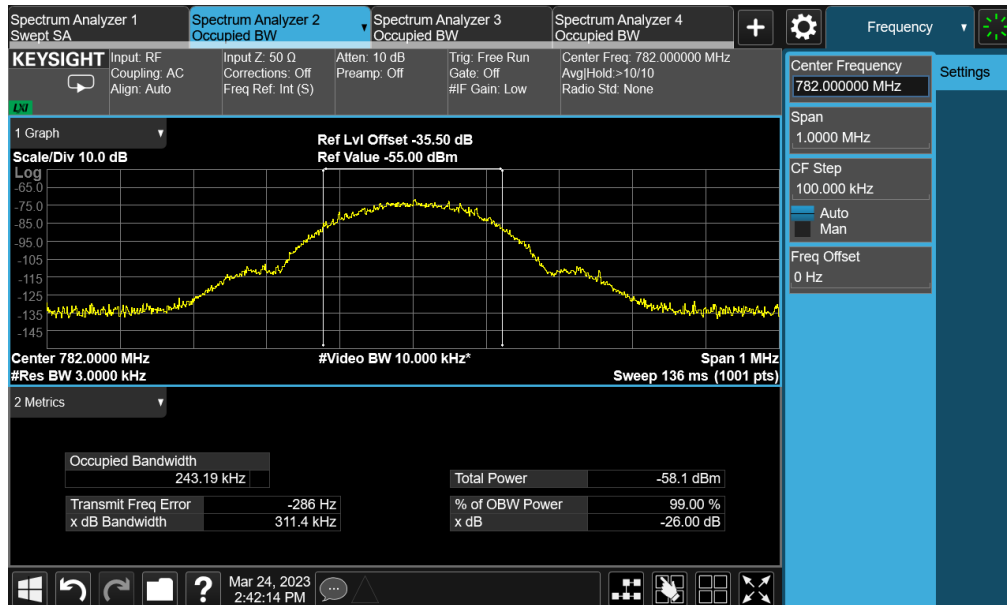 Spectrum Analyzer 1
Swept SA
Spectrum Analyzer 2
Occupied BW
Spectrum Analyzer 3
Occupied BW
Spectrum Analyzer 4
Occupied BW
+
Frequency
KEYSIGHT
LXI
Input: RF
Coupling: AC
Align: Auto
Input Z: 50 Ω
Corrections: Off
Freq Ref: Int (S)
Atten: 10 dB
Preamp: Off
Trig: Free Run
Gate: Off
#IF Gain: Low
Center Freq: 782.000000 MHz
Avg|Hold:>10/10
Radio Std: None
Center Frequency
782.000000 MHz
Settings
Span
1.0000 MHz
CF Step
100.000 kHz
Auto
Man
Freq Offset
0 Hz
1 Graph
Scale/Div 10.0 dB
Ref Lvl Offset -35.50 dB
Ref Value -55.00 dBm
Log
-65.0
-75.0
-85.0
-95.0
-105
-115
-125
-135
-145
Center 782.0000 MHz
#Res BW 3.0000 kHz
#Video BW 10.000 kHz*
Span 1 MHz
Sweep 136 ms (1001 pts)
2 Metrics
Occupied Bandwidth
243.19 kHz
Total Power -58.1 dBm
Transmit Freq Error -286 Hz
% of OBW Power 99.00 %
x dB Bandwidth 311.4 kHz
x dB -26.00 dB
?
Mar 24, 2023
2:42:14 PM